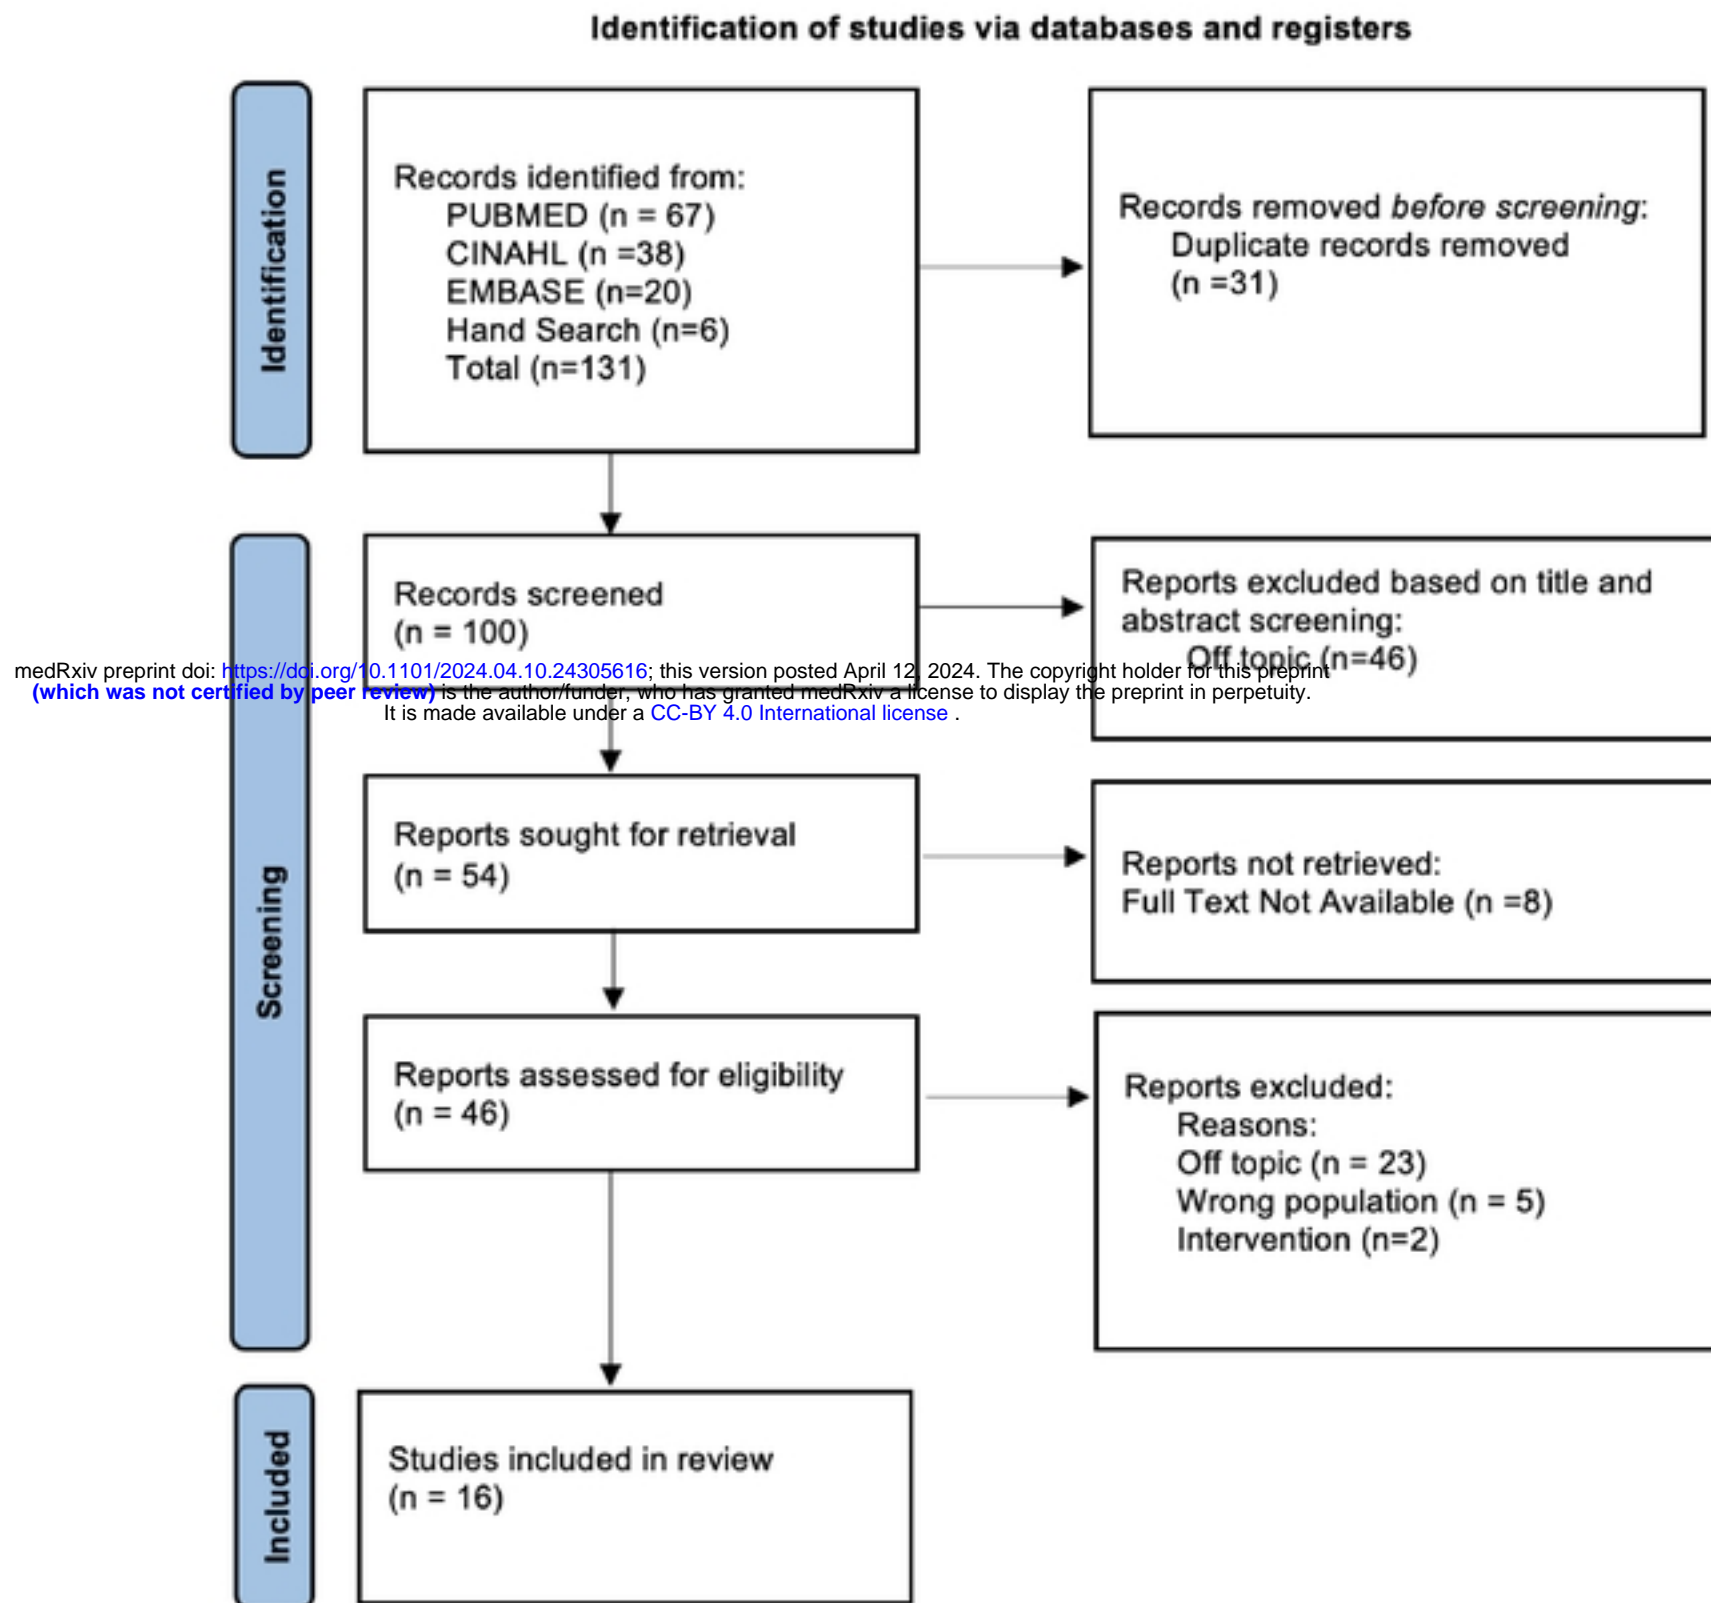 Identification of studies via databases and registers
Identification
Records identified from:
PUBMED (n = 67)
CINAHL (n =38)
EMBASE (n=20)
Hand Search (n=6)
Total (n=131)
Records removed before screening:
Duplicate records removed
(n =31)
Screening
Records screened
(n = 100)
Reports excluded based on title and
abstract screening:
Off topic (n=46)
medRxiv preprint doi: https://doi.org/10.1101/2024.04.10.24305616; this version posted April 12, 2024. The copyright holder for this preprint
(which was not certified by peer review) is the author/funder, who has granted medRxiv a license to display the preprint in perpetuity.
It is made available under a CC-BY 4.0 International license .
Reports sought for retrieval
(n = 54)
Reports not retrieved:
Full Text Not Available (n =8)
Reports assessed for eligibility
(n = 46)
Reports excluded:
Reasons:
Off topic (n = 23)
Wrong population (n = 5)
Intervention (n=2)
Included
Studies included in review
(n = 16)